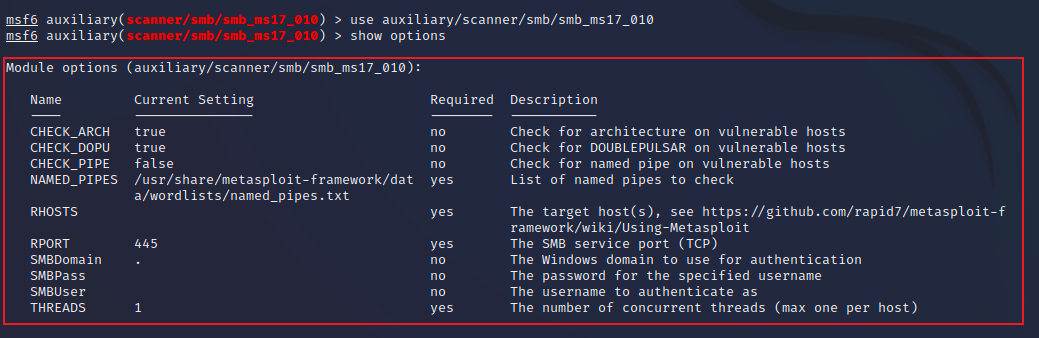 msf6 auxiliary(scanner/smb/smb_ms17_010) > use auxiliary/scanner/smb/smb_ms17_010
msf6 auxiliary(scanner/smb/smb_ms17_010) > show options
Module options (auxiliary/scanner/smb/smb_ms17_010):
Name Current Setting Required Description
---- --------------- -------- -----------
CHECK_ARCH true no Check for architecture on vulnerable hosts
CHECK_DOPU true no Check for DOUBLEPULSAR on vulnerable hosts
CHECK_PIPE false no Check for named pipe on vulnerable hosts
NAMED_PIPES /usr/share/metasploit-framework/dat yes List of named pipes to check
a/wordlists/named_pipes.txt
RHOSTS yes The target host(s), see https://github.com/rapid7/metasploit-f
ramework/wiki/Using-Metasploit
RPORT 445 yes The SMB service port (TCP)
SMBDomain . no The Windows domain to use for authentication
SMBPass no The password for the specified username
SMBUser no The username to authenticate as
THREADS 1 yes The number of concurrent threads (max one per host)